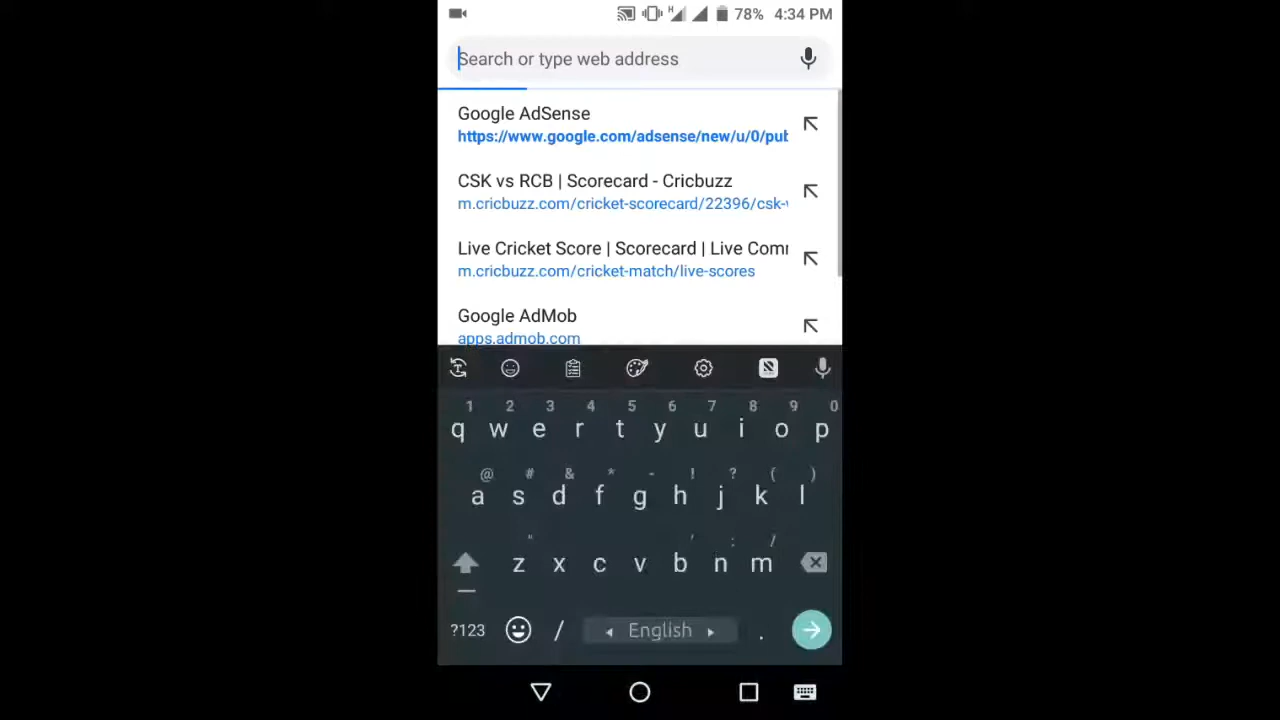 78% 4:34 PM
Search or type web address
Google AdSense
https://www.google.com/adsense/new/u/0/pub
CSK vs RCB | Scorecard - Cricbuzz
m.cricbuzz.com/cricket-scorecard/22396/csk-
Live Cricket Score | Scorecard | Live Com
m.cricbuzz.com/cricket-match/live-scores
Google AdMob
apps.admob.com
1 2 3 4 5 6 7 8 9 0
q w e r t y u i o p
@ # & * - ! ? ( )
a s d f g h j k l
" ' : /
z x c v b n m
?123 / English .